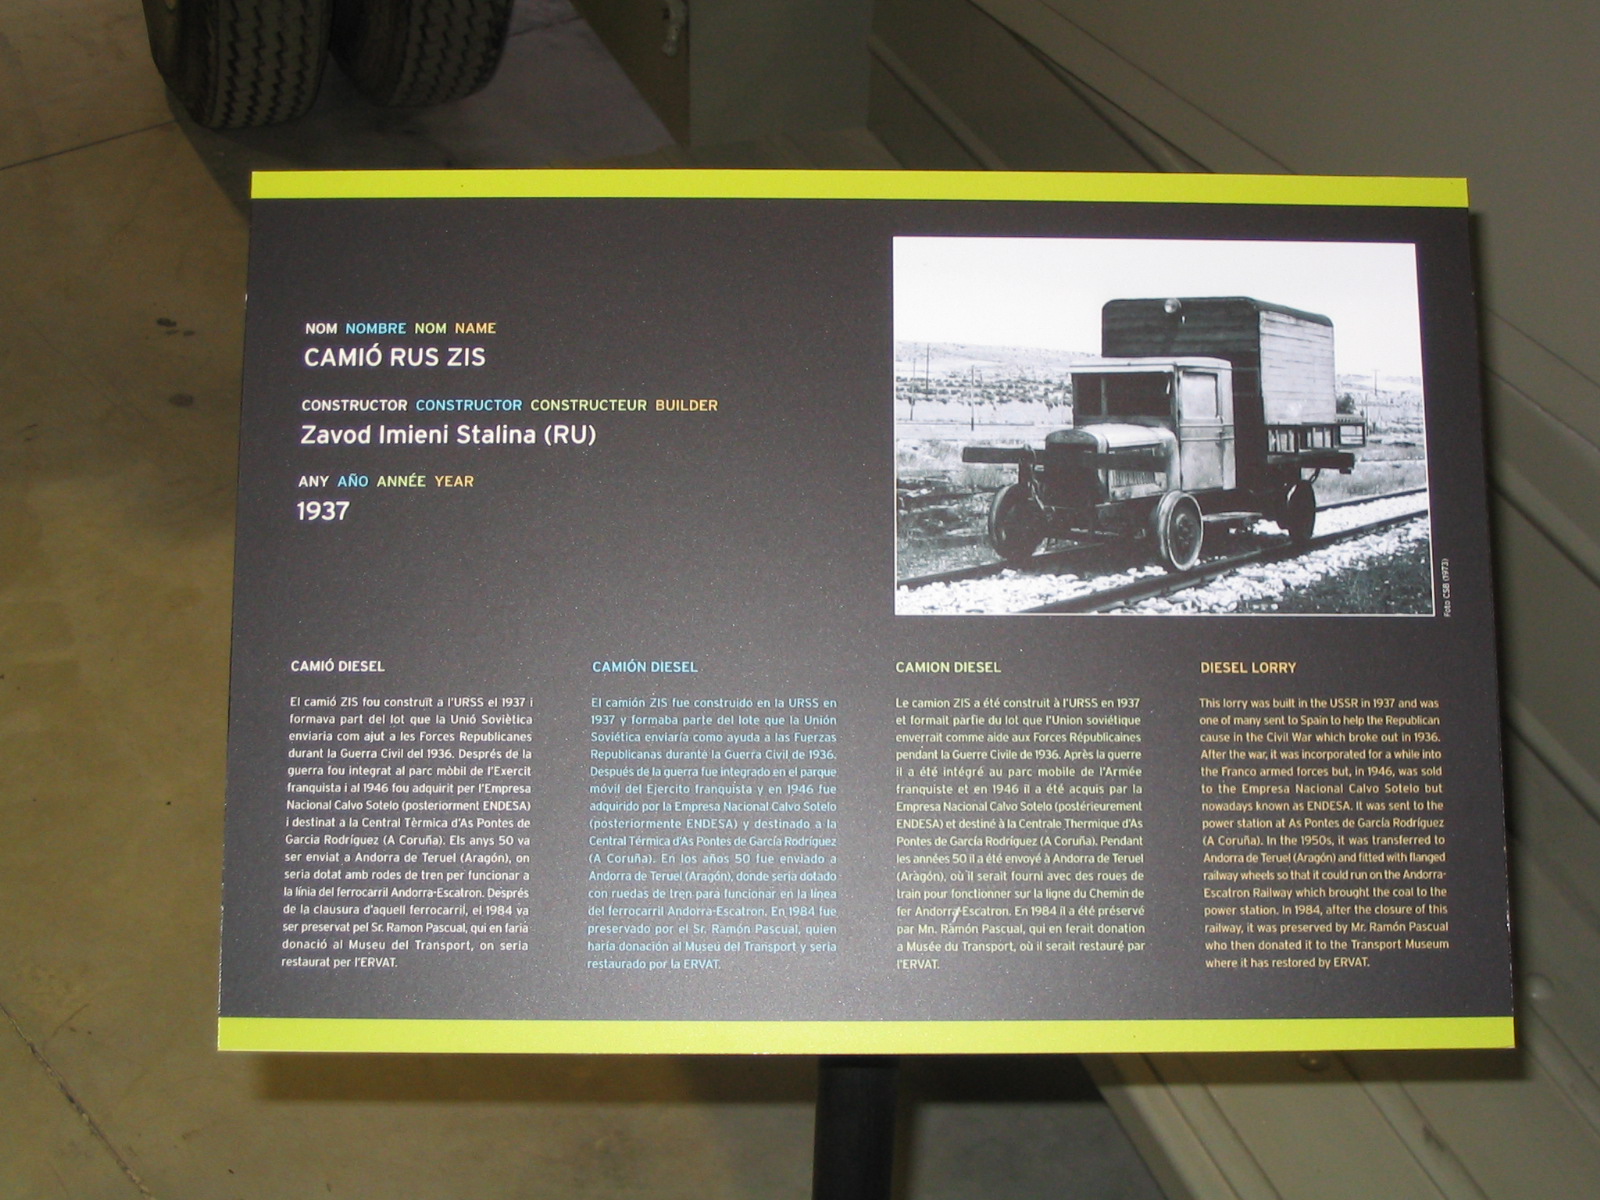 NOM NOMBRE NOM NAME
CAMIÓ RUS ZIS
CONSTRUCTOR CONSTRUCTOR CONSTRUCTEUR BUILDER
Zavod Imieni Stalina (RU)
ANY AÑO ANNÉE YEAR
1937
Foto CSB (1973)
CAMIÓ DIESEL
El camió ZIS fou construït a l'URSS el 1937 i
formava part del lot que la Unió Soviètica
enviaria com ajut a les Forces Republicanes
durant la Guerra Civil del 1936. Després de la
guerra fou integrat al parc mòbil de l'Exercit
franquista i al 1946 fou adquirit per l'Empresa
Nacional Calvo Sotelo (posteriorment ENDESA)
i destinat a la Central Tèrmica d'As Pontes de
Garcia Rodríguez (A Coruña). Els anys 50 va
ser enviat a Andorra de Teruel (Aragón), on
seria dotat amb rodes de tren per funcionar a
la línia del ferrocarril Andorra-Escatron. Després
de la clausura d'aquell ferrocarril, el 1984 va
ser preservat pel Sr. Ramon Pascual, qui en faria
donació al Museu del Transport, on seria
restaurat per l'ERVAT.
CAMIÓN DIESEL
El camión ZIS fue construido en la URSS en
1937 y formaba parte del lote que la Unión
Soviética enviaría como ayuda a las Fuerzas
Republicanas durante la Guerra Civil de 1936.
Después de la guerra fue integrado en el parque
móvil del Ejercito franquista y en 1946 fue
adquirido por la Empresa Nacional Calvo Sotelo
(posteriormente ENDESA) y destinado a la
Central Térmica d'As Pontes de García Rodríguez
(A Coruña). En los años 50 fue enviado a
Andorra de Teruel (Aragón), donde seria dotado
con ruedas de tren para funcionar en la línea
del ferrocarril Andorra-Escatron. En 1984 fue
preservado por el Sr. Ramón Pascual, quien
haría donación al Museu del Transport y seria
restaurado por la ERVAT.
CAMION DIESEL
Le camion ZIS a été construit à l'URSS en 1937
et formait partie du lot que l'Union soviétique
enverrait comme aide aux Forces Républicaines
pendant la Guerre Civile de 1936. Après la guerre
il a été intégré au parc mobile de l'Armée
franquiste et en 1946 il a été acquis par la
Empresa Nacional Calvo Sotelo (postérieurement
ENDESA) et destiné à la Centrale Thermique d'As
Pontes de García Rodríguez (A Coruña). Pendant
les années 50 il a été envoyé à Andorra de Teruel
(Aragón), où il serait fourni avec des roues de
train pour fonctionner sur la ligne du Chemin de
fer Andorra-Escatron. En 1984 il a été préservé
par Mn. Ràmón Pascual, qui en ferait donation
a Musée du Transport, où il serait restauré par
l'ERVAT.
DIESEL LORRY
This lorry was built in the USSR in 1937 and was
one of many sent to Spain to help the Republican
cause in the Civil War which broke out in 1936.
After the war, it was incorporated for a while into
the Franco armed forces but, in 1946, was sold
to the Empresa Nacional Calvo Sotelo but
nowadays known as ENDESA. It was sent to the
power station at As Pontes de García Rodríguez
(A Coruña). In the 1950s, it was transferred to
Andorra de Teruel (Aragón) and fitted with flanged
railway wheels so that it could run on the Andorra-
Escatron Railway which brought the coal to the
power station. In 1984, after the closure of this
railway, it was preserved by Mr. Ramón Pascual
who then donated it to the Transport Museum
where it has restored by ERVAT.